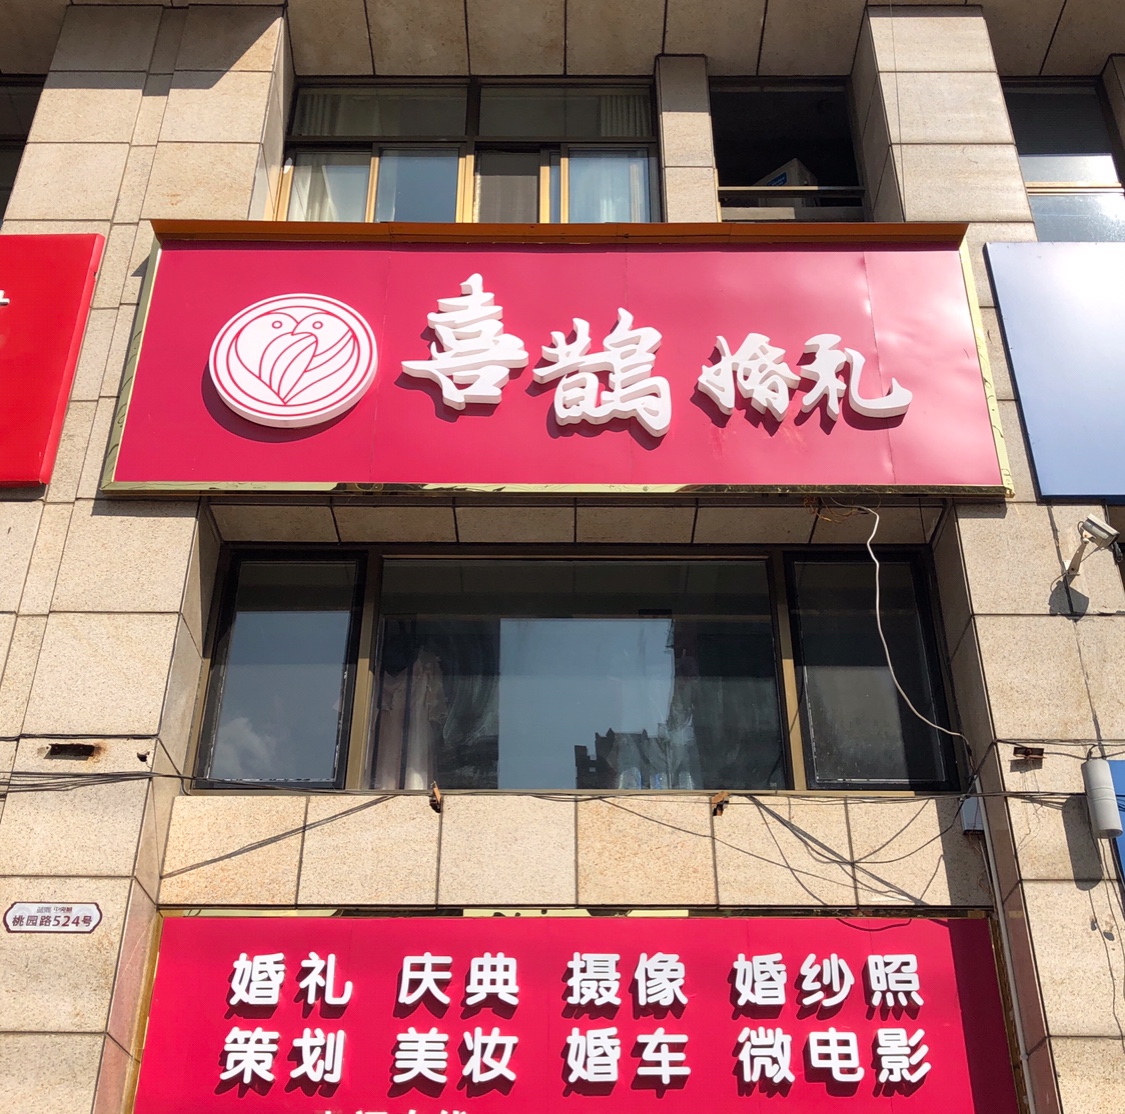 喜鹊 婚礼
桃园路524号
婚礼 庆典 摄像 婚纱照
策划 美妆 婚车 微电影